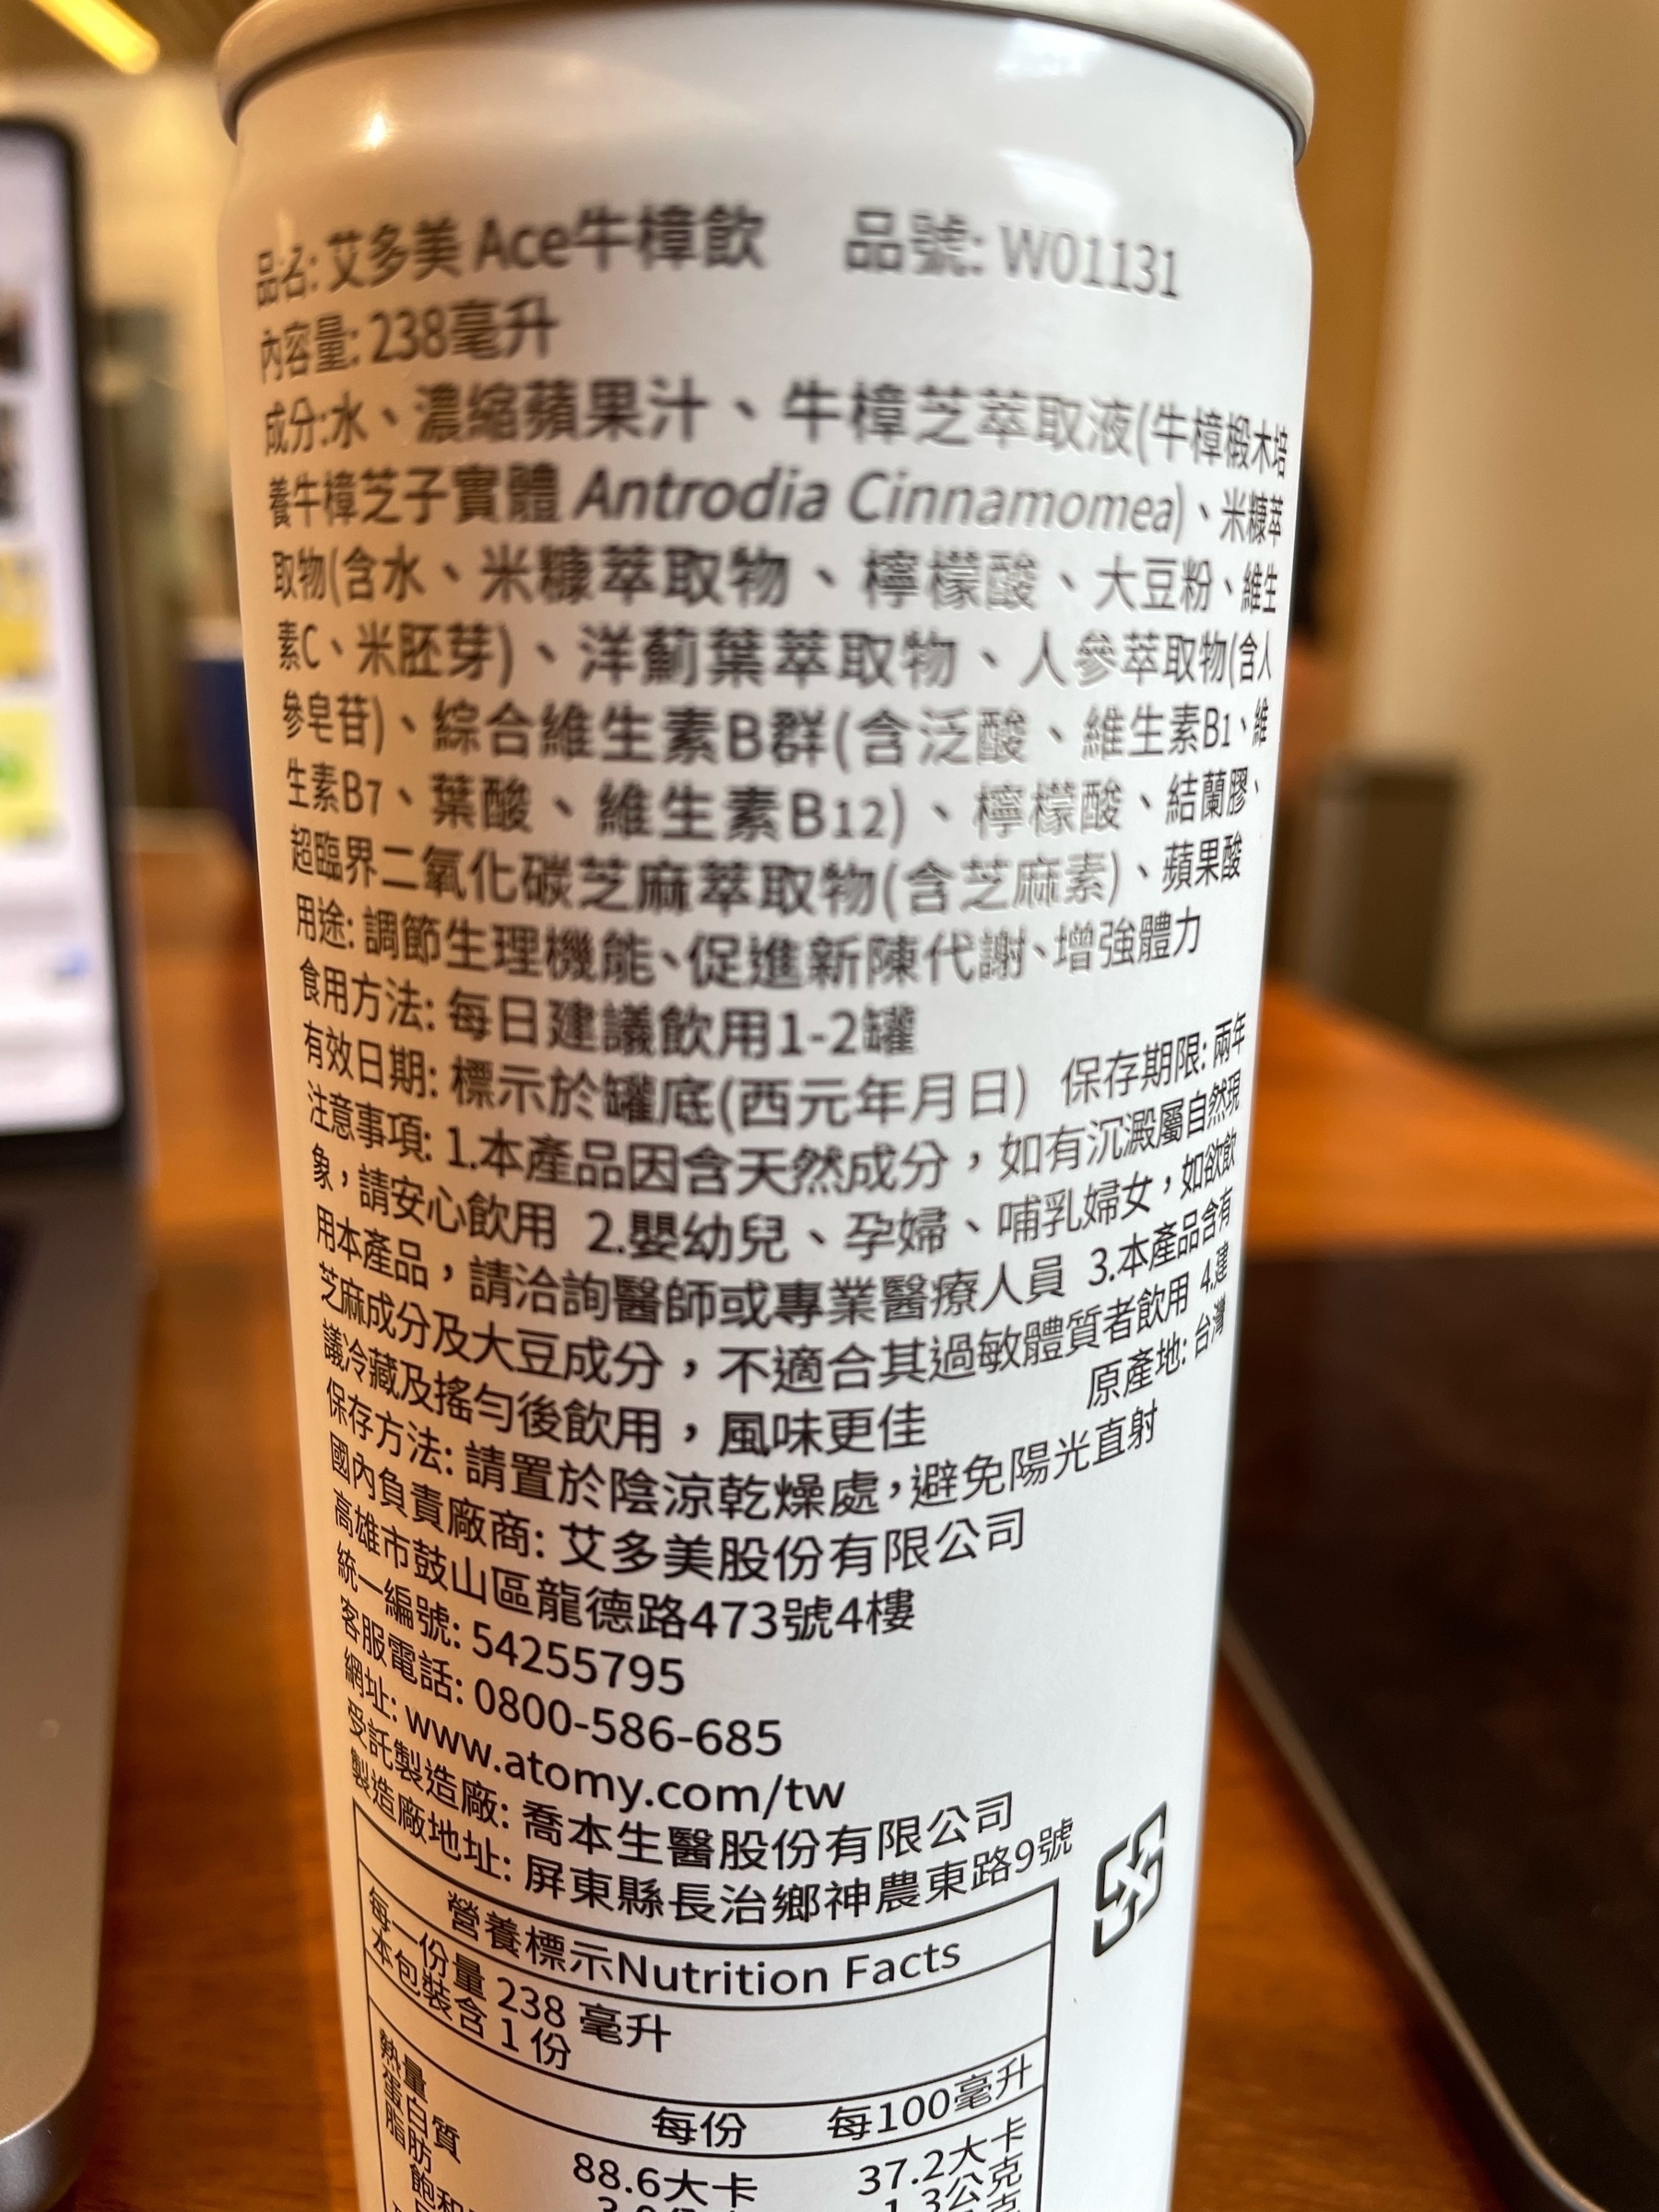 品名: 艾多美 Ace牛樟飲 品號: W01131
內容量: 238毫升
成分:水、濃縮蘋果汁、牛樟芝萃取液(牛樟椴木培
養牛樟芝子實體 Antrodia Cinnamomea)、米糠萃
取物(含水、米糠萃取物、檸檬酸、大豆粉、維生
素C、米胚芽)、洋薊葉萃取物、人參萃取物(含人
參皂苷)、綜合維生素B群(含泛酸、維生素B1、維
生素B7、葉酸、維生素B12)、檸檬酸、結蘭膠、
超臨界二氧化碳芝麻萃取物(含芝麻素)、蘋果酸
用途: 調節生理機能、促進新陳代謝、增強體力
食用方法: 每日建議飲用1-2罐
有效日期: 標示於罐底(西元年月日) 保存期限: 兩年
注意事項: 1.本產品因含天然成分，如有沉澱屬自然現
象，請安心飲用 2.嬰幼兒、孕婦、哺乳婦女，如欲飲
用本產品，請洽詢醫師或專業醫療人員 3.本產品含有
芝麻成分及大豆成分，不適合其過敏體質者飲用 4.建
議冷藏及搖勻後飲用，風味更佳 原產地: 台灣
保存方法: 請置於陰涼乾燥處，避免陽光直射
國內負責廠商: 艾多美股份有限公司
高雄市鼓山區龍德路473號4樓
統一編號: 54255795
客服電話: 0800-586-685
網址: www.atomy.com/tw
受託製造廠: 喬本生醫股份有限公司
製造廠地址: 屏東縣長治鄉神農東路9號
營養標示Nutrition Facts
每一份量 238 毫升
本包裝含 1 份
每份 每100毫升
熱量 88.6大卡 37.2大卡
蛋白質 1.3公克
脂肪
飽和